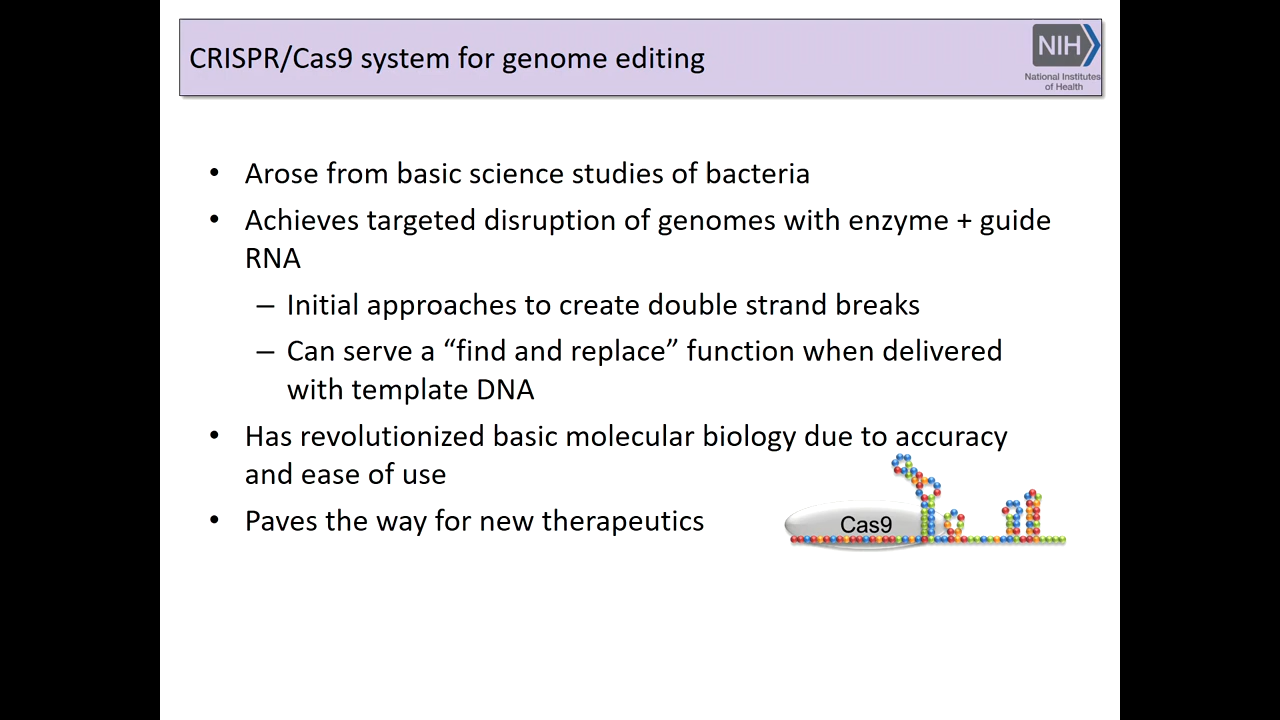 CRISPR/Cas9 system for genome editing
NIH
National Institutes
of Health
• Arose from basic science studies of bacteria
• Achieves targeted disruption of genomes with enzyme + guide
RNA
– Initial approaches to create double strand breaks
– Can serve a “find and replace” function when delivered
with template DNA
• Has revolutionized basic molecular biology due to accuracy
and ease of use
• Paves the way for new therapeutics
Cas9